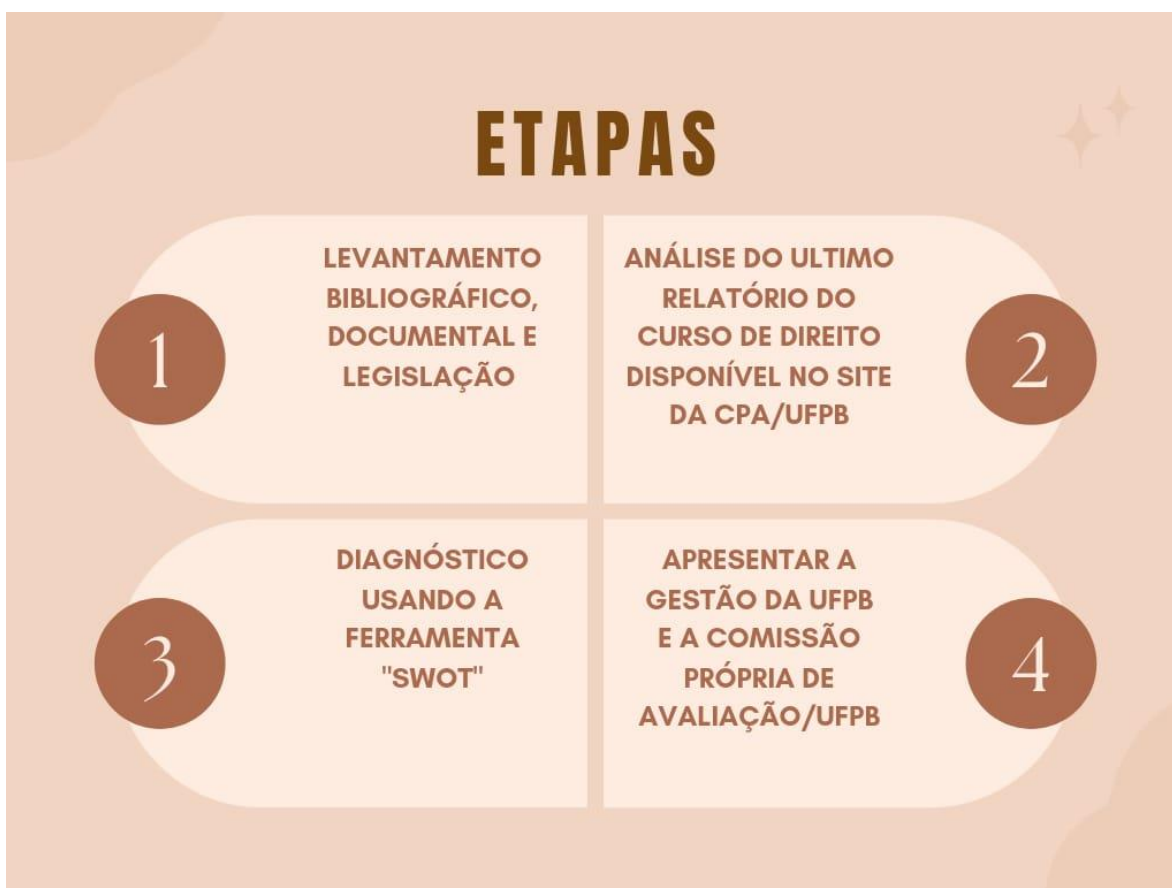 ETAPAS
1
LEVANTAMENTO
BIBLIOGRÁFICO,
DOCUMENTAL E
LEGISLAÇÃO
ANÁLISE DO ULTIMO
RELATÓRIO DO
CURSO DE DIREITO
DISPONÍVEL NO SITE
DA CPA/UFPB
2
3
DIAGNÓSTICO
USANDO A
FERRAMENTA
"SWOT"
APRESENTAR A
GESTÃO DA UFPB
E A COMISSÃO
PRÓPRIA DE
AVALIAÇÃO/UFPB
4